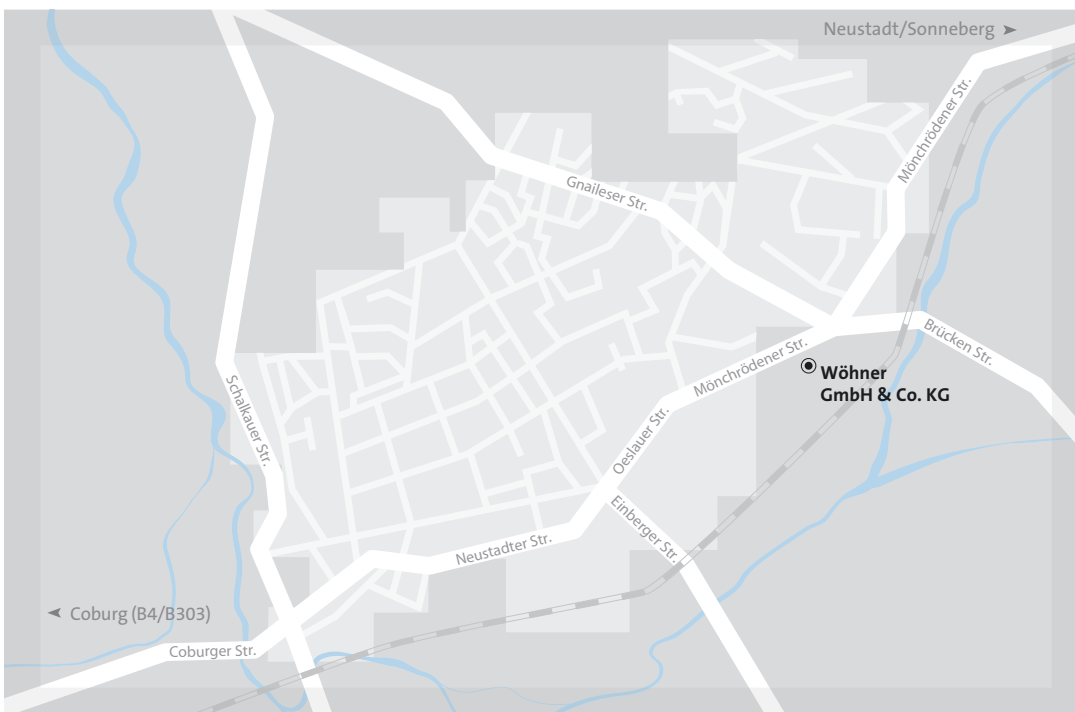 Neustadt/Sonneberg
Mönchrödener Str.
Gnaileser Str.
Brücken Str.
Mönchrödener Str.
Wöhner
GmbH & Co. KG
Schalkauer Str.
Oeslauer Str.
Einberger Str.
Neustadter Str.
Coburg (B4/B303)
Coburger Str.